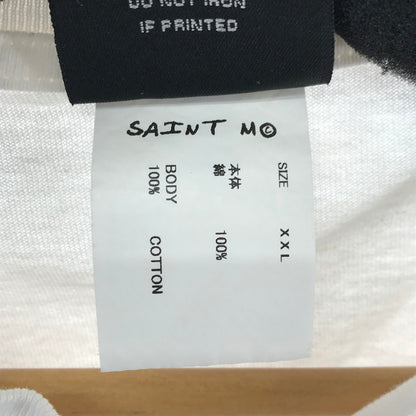 DO NOT IRON
IF PRINTED
SAINT M©
SIZE XXL
本体
綿 100%
BODY
100% COTTON